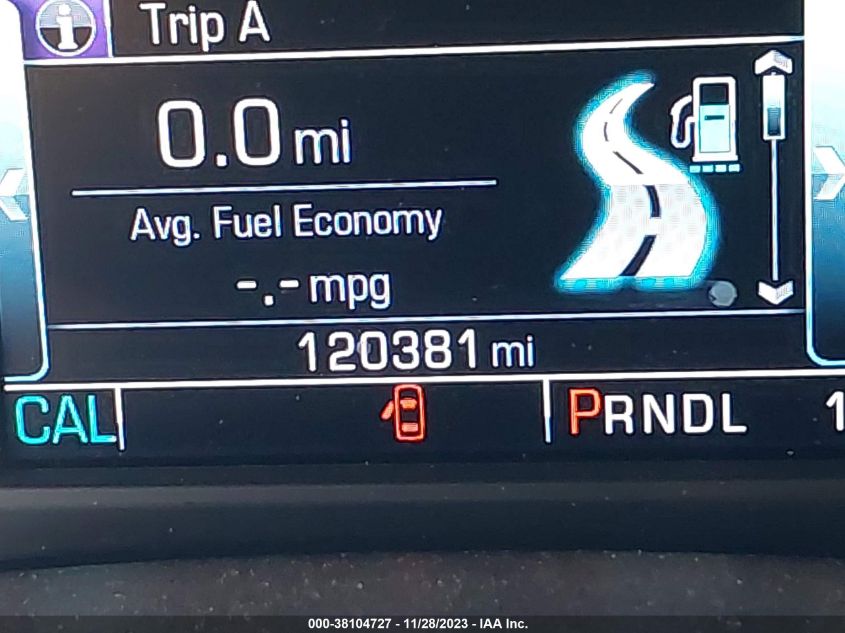 Trip A
0.0 mi
Avg. Fuel Economy
-.- mpg
120381 mi
CAL PRNDL 1
000-38104727 - 11/28/2023 - IAA Inc.